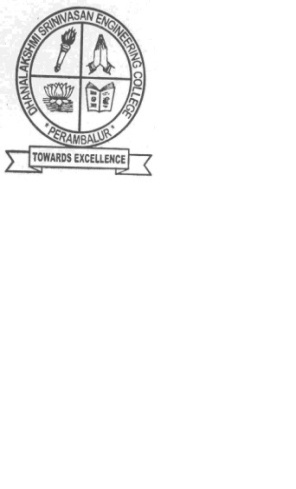 DHANALAKSHMI SRINIVASAN ENGINEERING COLLEGE
* PERAMBALUR *
TOWARDS EXCELLENCE